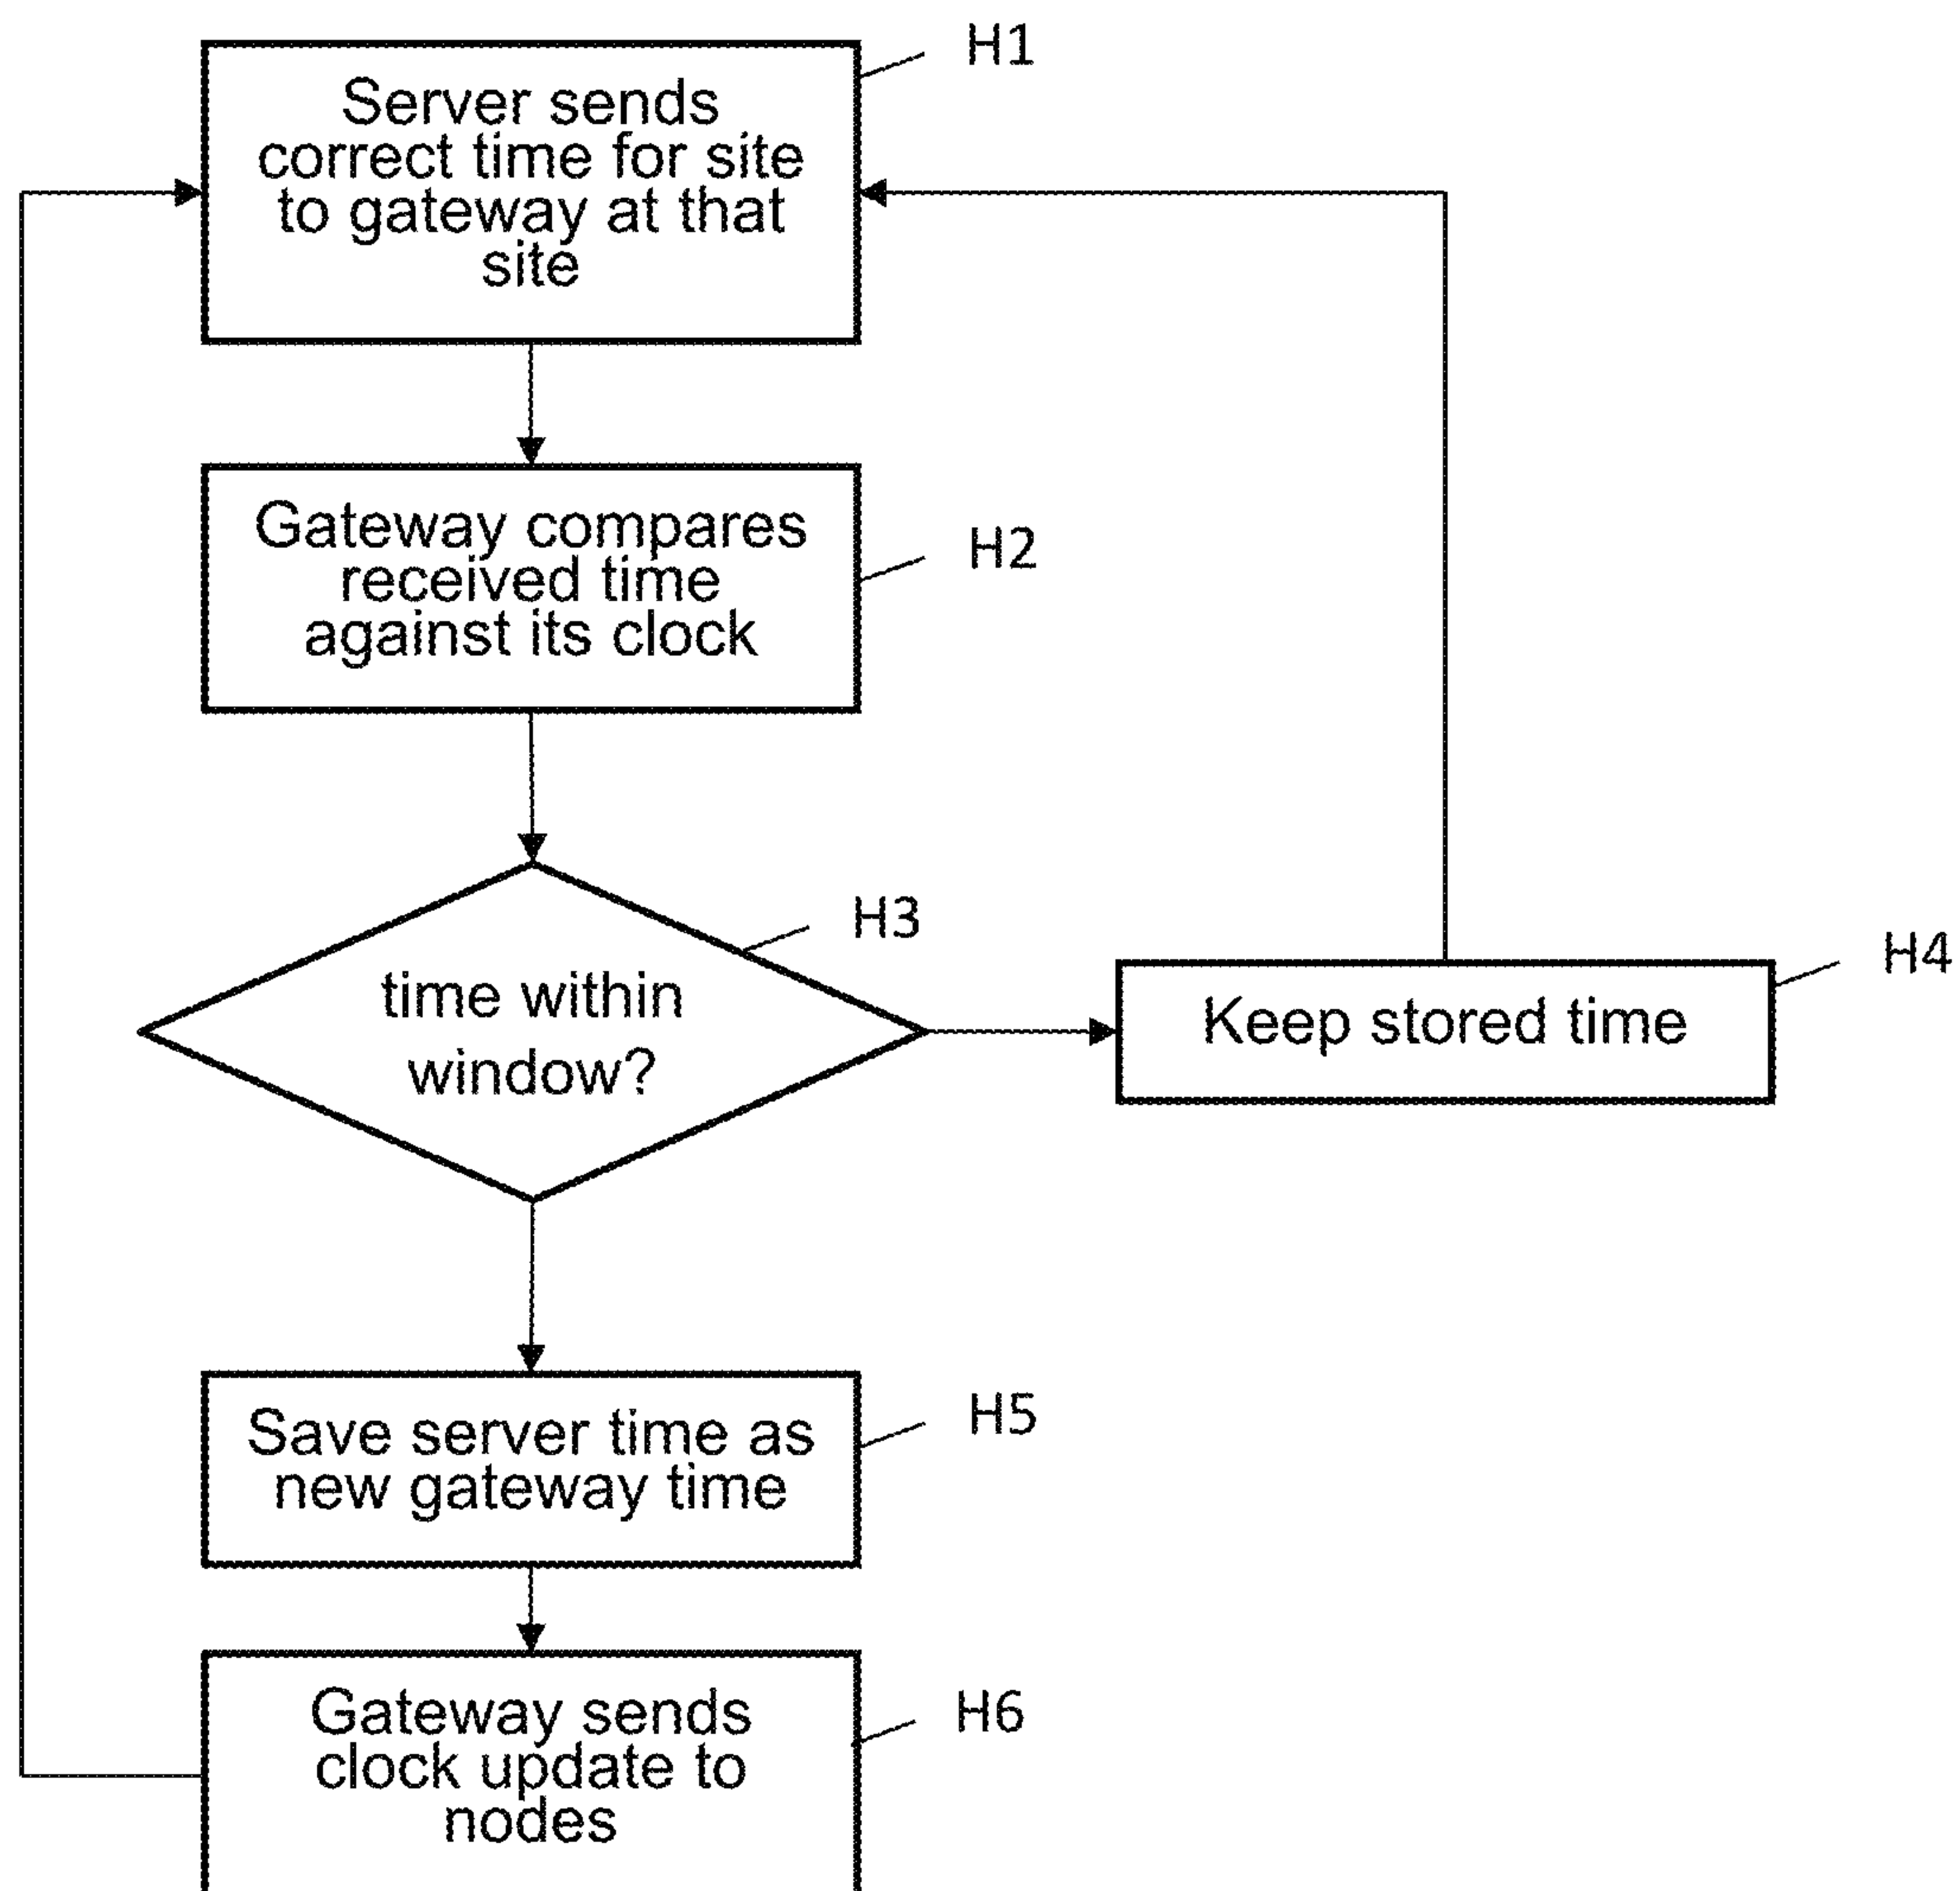 H1
Server sends
correct time for site
to gateway at that
site
H2
Gateway compares
received time
against its clock
H3
time within
window?
H4
Keep stored time
H5
Save server time as
new gateway time
H6
Gateway sends
clock update to
nodes